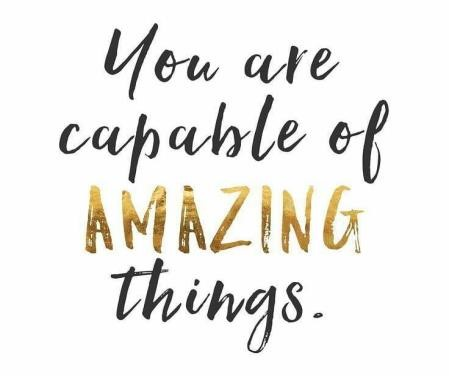 You are
capable of
AMAZING
things.